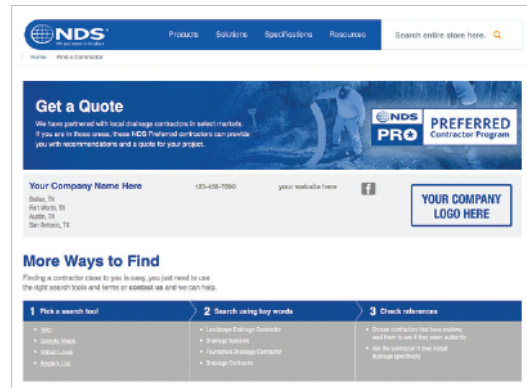 NDS
We put water in its place
Products Solutions Specifications Resources
Search entire store here.
Home Find a Contractor
Get a Quote
We have partnered with local drainage contractors in select markets.
If you are in those areas, these NDS Preferred contractors can provide
you with recommendations and a quote for your project.
NDS
PRO
PREFERRED
Contractor Program
Your Company Name Here
123-456-7890
your website here
f
YOUR COMPANY
LOGO HERE
Dallas, TX
Fort Worth, TX
Austin, TX
San Antonio, TX
More Ways to Find
Finding a contractor close to you is easy, you just need to use
the right search tools and terms or contact us and we can help.
1 Pick a search tool
• Yelp
• Google Maps
• Yahoo Local
• Angie's List
2 Search using key words
• Landscape Drainage Contractor
• Drainage Systems
• Foundation Drainage Contractor
• Drainage Contractor
3 Check references
• Choose contractors that have reviews,
read them to see if they seem authentic
• Ask the contractor if they install
drainage specifically